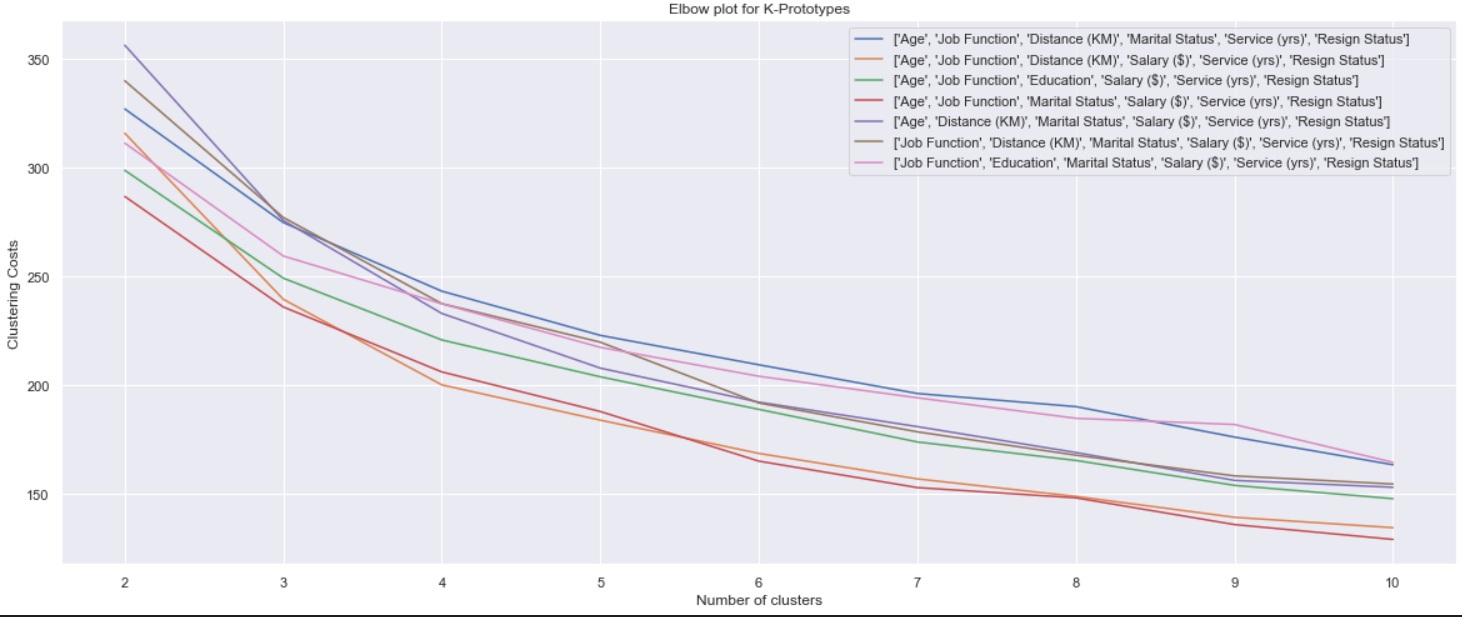 Elbow plot for K-Prototypes
['Age', 'Job Function', 'Distance (KM)', 'Marital Status', 'Service (yrs)', 'Resign Status']
['Age', 'Job Function', 'Distance (KM)', 'Salary ($)', 'Service (yrs)', 'Resign Status']
['Age', 'Job Function', 'Education', 'Salary ($)', 'Service (yrs)', 'Resign Status']
['Age', 'Job Function', 'Marital Status', 'Salary ($)', 'Service (yrs)', 'Resign Status']
['Age', 'Distance (KM)', 'Marital Status', 'Salary ($)', 'Service (yrs)', 'Resign Status']
['Job Function', 'Distance (KM)', 'Marital Status', 'Salary ($)', 'Service (yrs)', 'Resign Status']
['Job Function', 'Education', 'Marital Status', 'Salary ($)', 'Service (yrs)', 'Resign Status']
Clustering Costs
350
300
250
200
150
2 3 4 5 6 7 8 9 10
Number of clusters